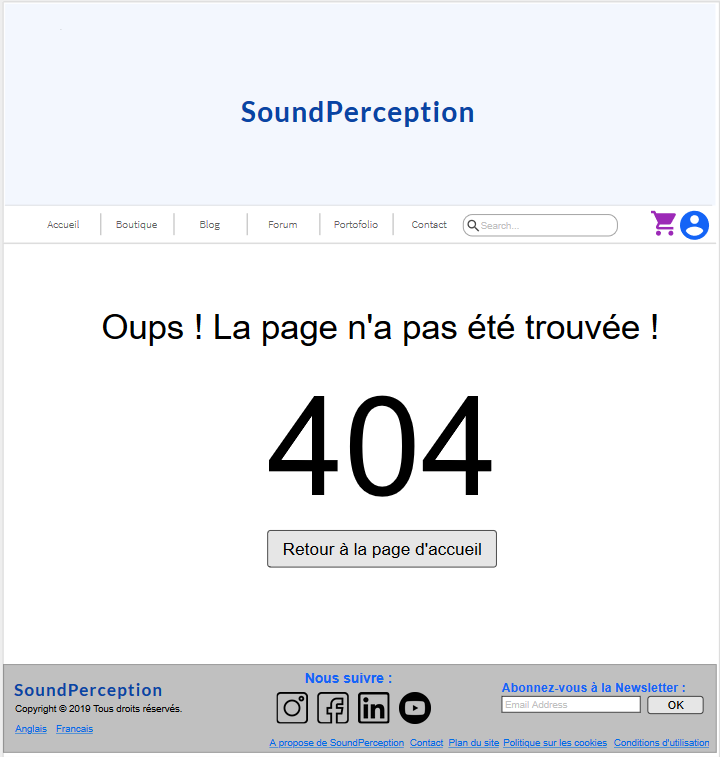 SoundPerception
Accueil Boutique Blog Forum Portofolio Contact Search...
Oups ! La page n'a pas été trouvée !
404
Retour à la page d'accueil
Nous suivre :
SoundPerception
Abonnez-vous à la Newsletter :
Copyright © 2019 Tous droits réservés.
Email Address OK
Anglais Francais
A propose de SoundPerception Contact Plan du site Politique sur les cookies Conditions d'utilisation